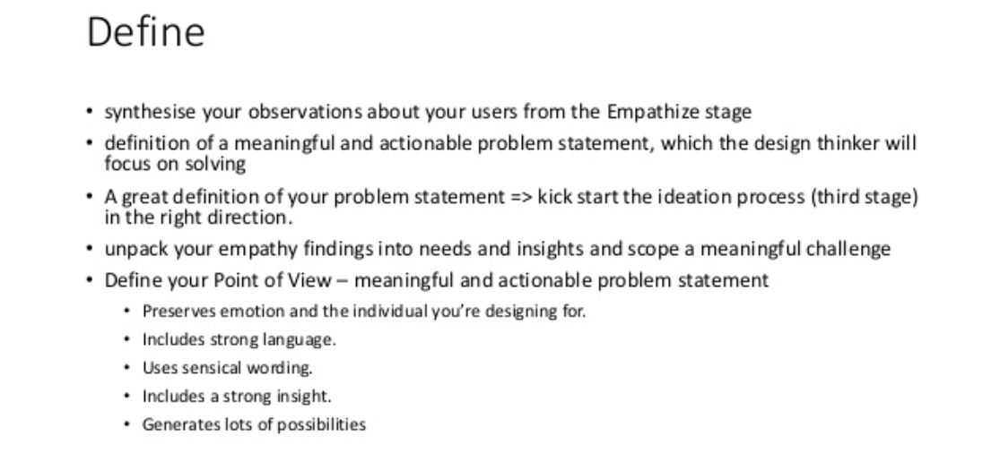 Define
• synthesise your observations about your users from the Empathize stage
• definition of a meaningful and actionable problem statement, which the design thinker will
focus on solving
• A great definition of your problem statement => kick start the ideation process (third stage)
in the right direction.
• unpack your empathy findings into needs and insights and scope a meaningful challenge
• Define your Point of View – meaningful and actionable problem statement
• Preserves emotion and the individual you’re designing for.
• Includes strong language.
• Uses sensical wording.
• Includes a strong insight.
• Generates lots of possibilities